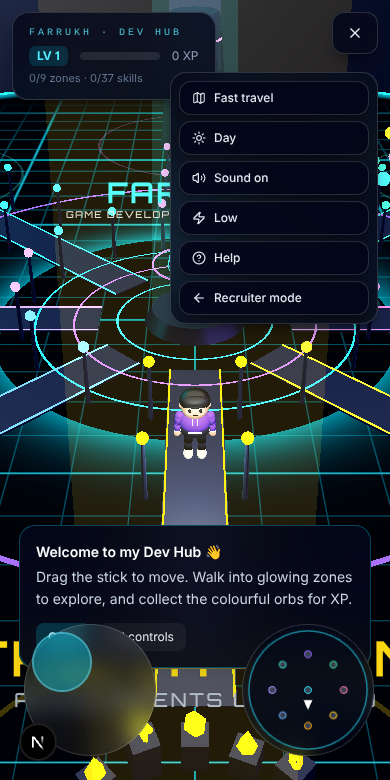 FARRUKH · DEV HUB
LV 1
0 XP
0/9 zones · 0/37 skills
Fast travel
Day
Sound on
Low
Help
Recruiter mode
GAME
Welcome to my Dev Hub 👋
Drag the stick to move. Walk into glowing zones
to explore, and collect the colourful orbs for XP.
controls
N